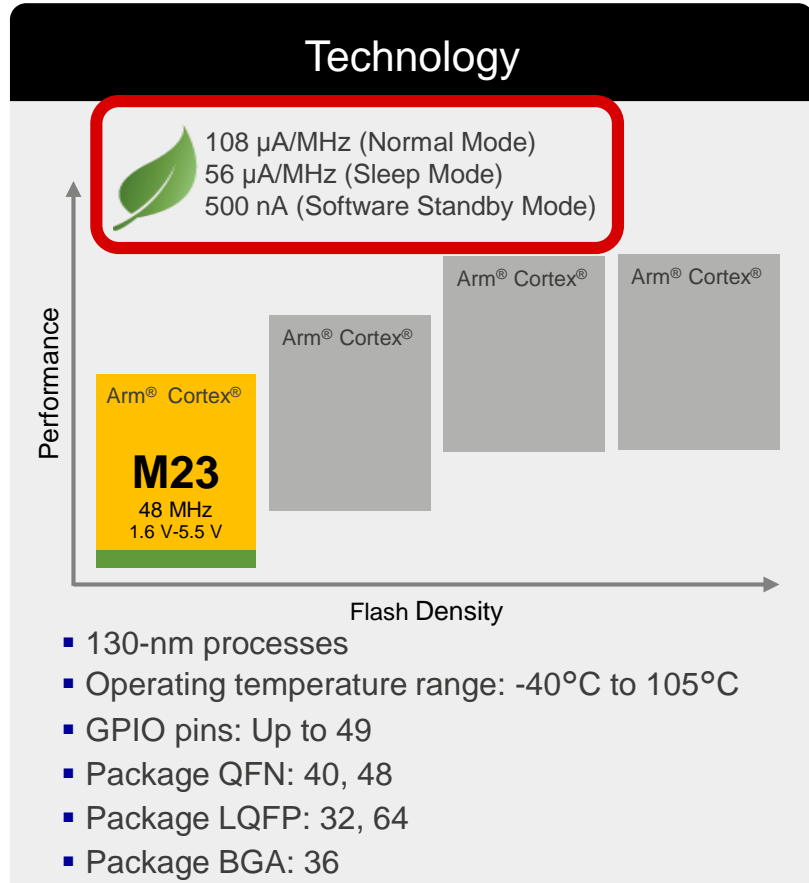 Technology
108 µA/MHz (Normal Mode)
56 µA/MHz (Sleep Mode)
500 nA (Software Standby Mode)
Performance
Arm® Cortex®
M23
48 MHz
1.6 V-5.5 V
Arm® Cortex®
Arm® Cortex®
Arm® Cortex®
Flash Density
▪ 130-nm processes
▪ Operating temperature range: -40°C to 105°C
▪ GPIO pins: Up to 49
▪ Package QFN: 40, 48
▪ Package LQFP: 32, 64
▪ Package BGA: 36